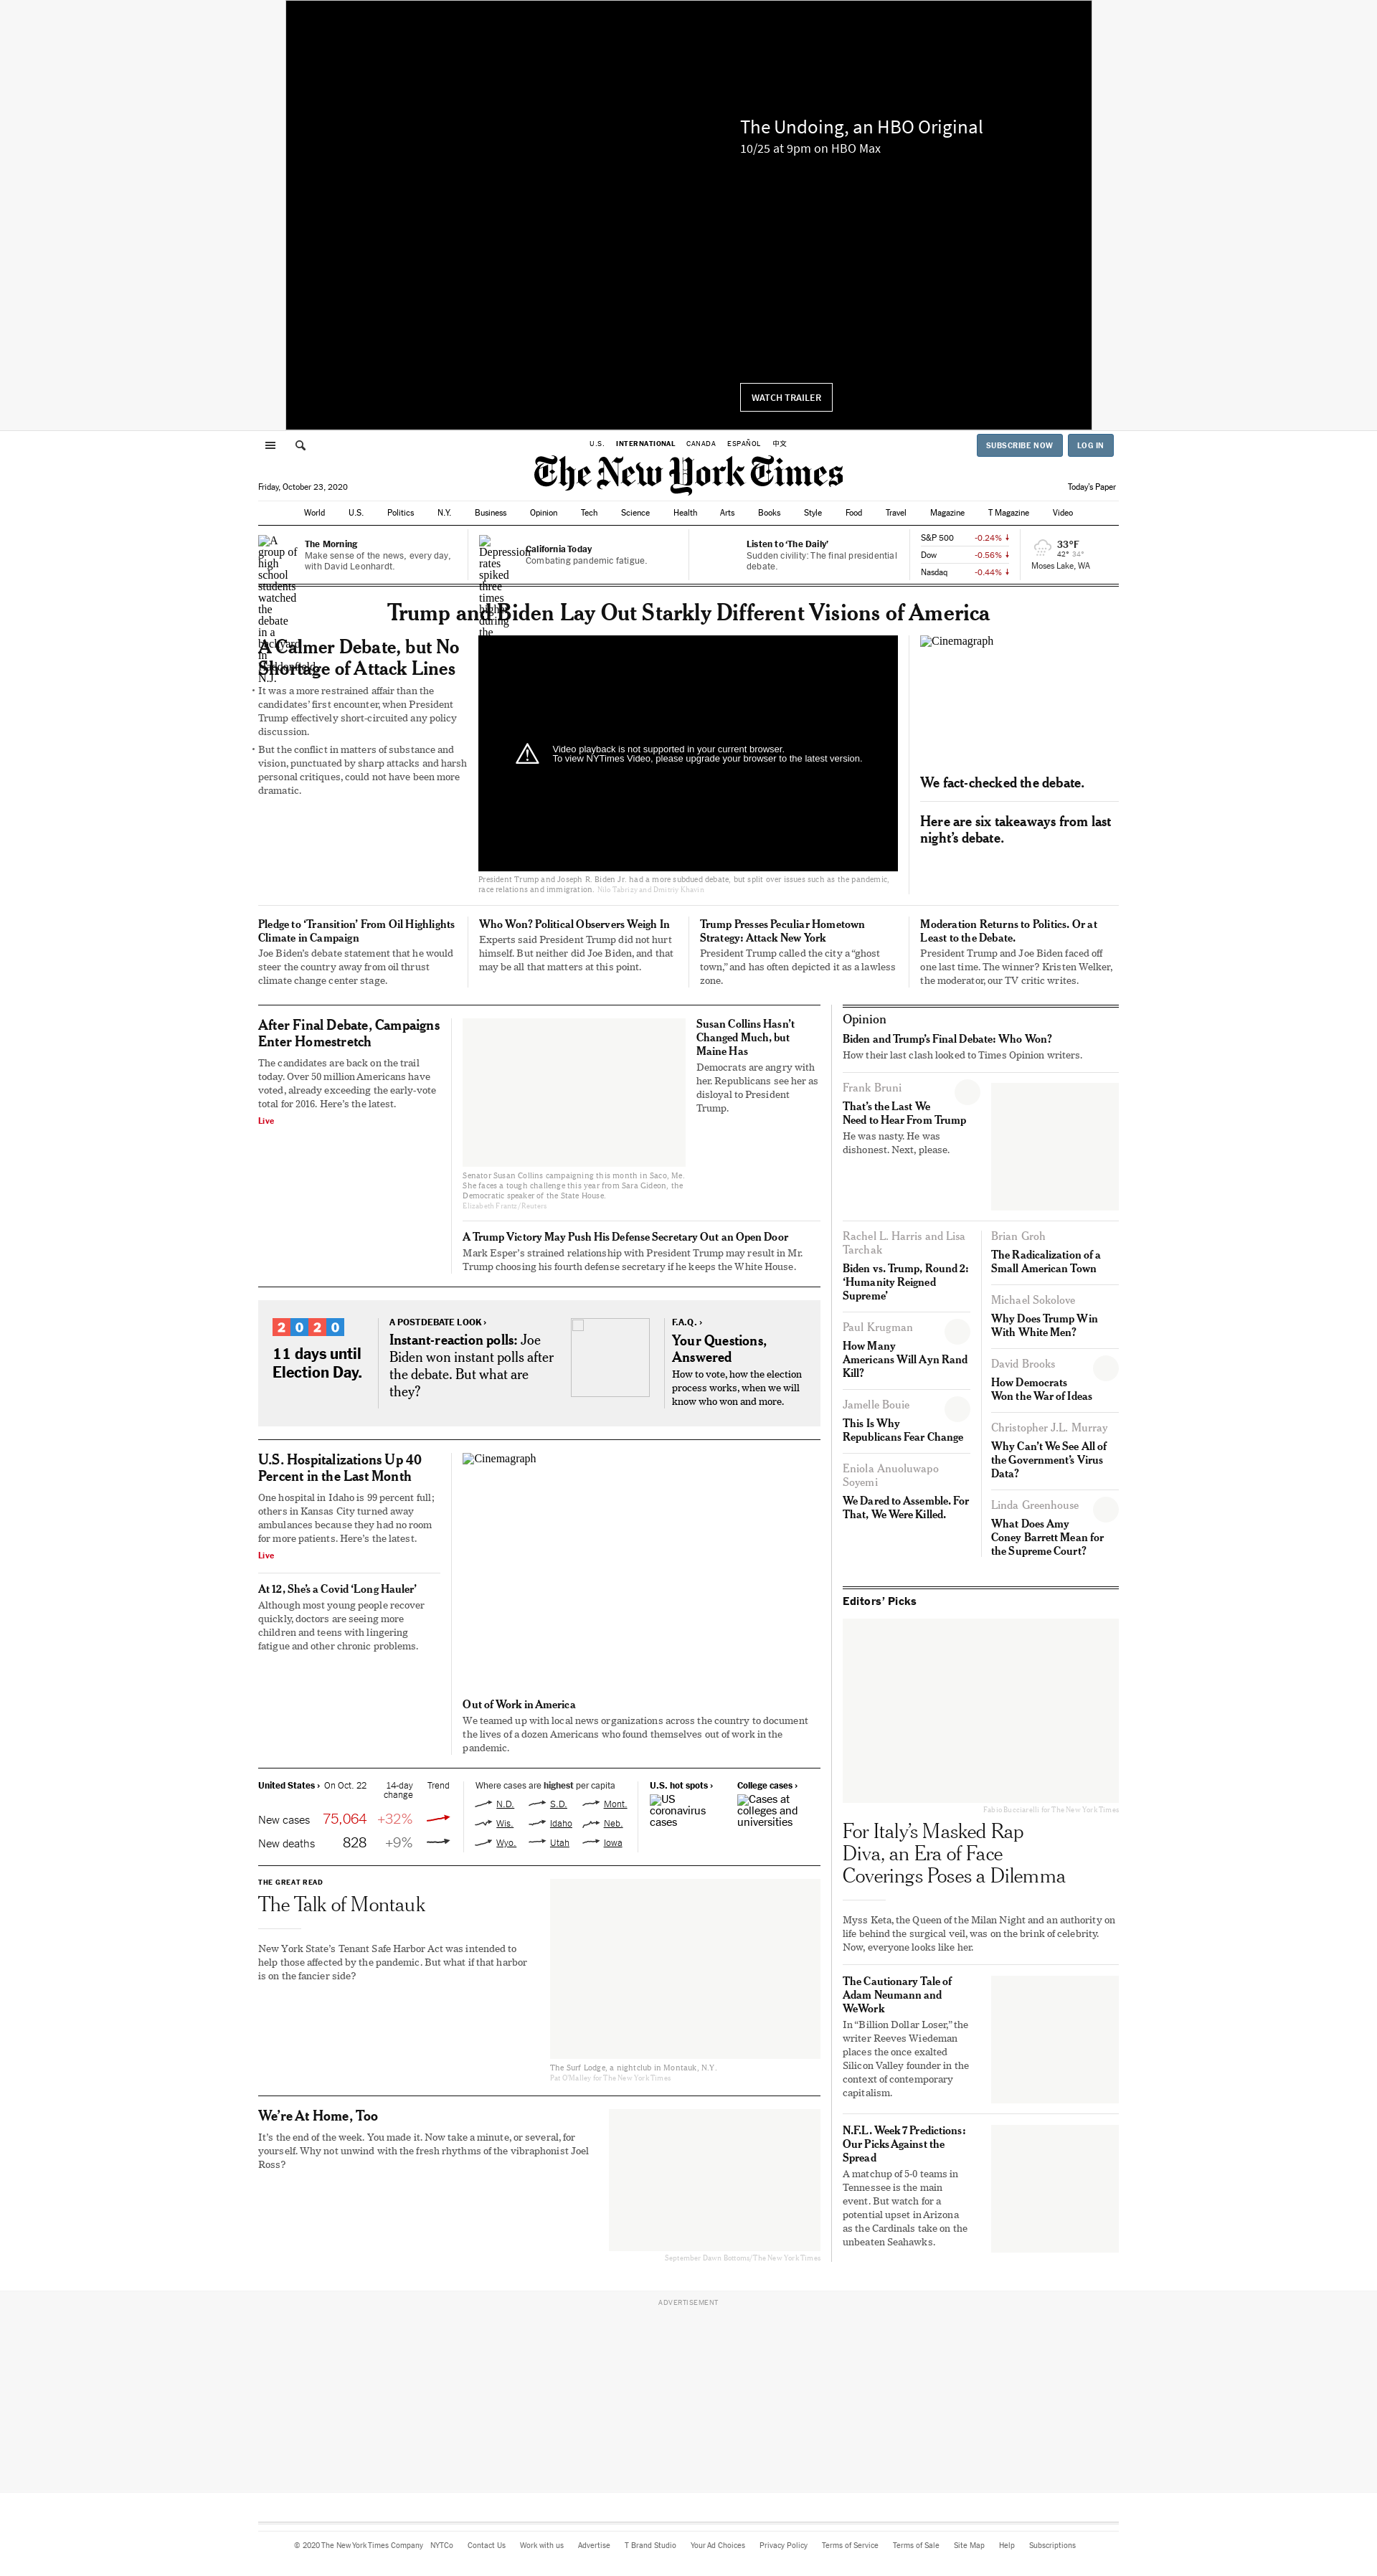 The Undoing, an HBO Original
10/25 at 9pm on HBO Max
WATCH TRAILER
U.S. INTERNATIONAL CANADA ESPAÑOL 中文
SUBSCRIBE NOW LOG IN
The New York Times
Friday, October 23, 2020
Today's Paper
World U.S. Politics N.Y. Business Opinion Tech Science Health Arts Books Style Food Travel Magazine T Magazine Video
A group of high school students watched the debate in a backyard in Haddonfield, N.J.
The Morning
Make sense of the news, every day,
with David Leonhardt.
Depression rates spiked three times higher during the
California Today
Combating pandemic fatigue.
Listen to ‘The Daily’
Sudden civility: The final presidential
debate.
S&P 500 -0.24% ↓
Dow -0.56% ↓
Nasdaq -0.44% ↓
33°F
42° 34°
Moses Lake, WA
Trump and Biden Lay Out Starkly Different Visions of America
A Calmer Debate, but No
Shortage of Attack Lines
• It was a more restrained affair than the
candidates’ first encounter, when President
Trump effectively short-circuited any policy
discussion.
• But the conflict in matters of substance and
vision, punctuated by sharp attacks and harsh
personal critiques, could not have been more
dramatic.
Video playback is not supported in your current browser.
To view NYTimes Video, please upgrade your browser to the latest version.
President Trump and Joseph R. Biden Jr. had a more subdued debate, but split over issues such as the pandemic,
race relations and immigration. Nilo Tabrizy and Dmitriy Khavin
Cinemagraph
We fact-checked the debate.
Here are six takeaways from last
night’s debate.
Pledge to ‘Transition’ From Oil Highlights
Climate in Campaign
Joe Biden’s debate statement that he would
steer the country away from oil thrust
climate change center stage.
Who Won? Political Observers Weigh In
Experts said President Trump did not hurt
himself. But neither did Joe Biden, and that
may be all that matters at this point.
Trump Presses Peculiar Hometown
Strategy: Attack New York
President Trump called the city a “ghost
town,” and has often depicted it as a lawless
zone.
Moderation Returns to Politics. Or at
Least to the Debate.
President Trump and Joe Biden faced off
one last time. The winner? Kristen Welker,
the moderator, our TV critic writes.
After Final Debate, Campaigns
Enter Homestretch
The candidates are back on the trail
today. Over 50 million Americans have
voted, already exceeding the early-vote
total for 2016. Here’s the latest.
Live
Senator Susan Collins campaigning this month in Saco, Me.
She faces a tough challenge this year from Sara Gideon, the
Democratic speaker of the State House.
Elizabeth Frantz/Reuters
Susan Collins Hasn’t
Changed Much, but
Maine Has
Democrats are angry with
her. Republicans see her as
disloyal to President
Trump.
A Trump Victory May Push His Defense Secretary Out an Open Door
Mark Esper’s strained relationship with President Trump may result in Mr.
Trump choosing his fourth defense secretary if he keeps the White House.
2020
11 days until
Election Day.
A POSTDEBATE LOOK ›
Instant-reaction polls: Joe
Biden won instant polls after
the debate. But what are
they?
F.A.Q. ›
Your Questions,
Answered
How to vote, how the election
process works, when we will
know who won and more.
U.S. Hospitalizations Up 40
Percent in the Last Month
One hospital in Idaho is 99 percent full;
others in Kansas City turned away
ambulances because they had no room
for more patients. Here’s the latest.
Live
At 12, She’s a Covid ‘Long Hauler’
Although most young people recover
quickly, doctors are seeing more
children and teens with lingering
fatigue and other chronic problems.
Cinemagraph
Out of Work in America
We teamed up with local news organizations across the country to document
the lives of a dozen Americans who found themselves out of work in the
pandemic.
United States › On Oct. 22 14-day change Trend
New cases 75,064 +32%
New deaths 828 +9%
Where cases are highest per capita
N.D. S.D. Mont.
Wis. Idaho Neb.
Wyo. Utah Iowa
U.S. hot spots ›
US coronavirus cases
College cases ›
Cases at colleges and universities
THE GREAT READ
The Talk of Montauk
New York State’s Tenant Safe Harbor Act was intended to
help those affected by the pandemic. But what if that harbor
is on the fancier side?
The Surf Lodge, a nightclub in Montauk, N.Y.
Pat O'Malley for The New York Times
We’re At Home, Too
It’s the end of the week. You made it. Now take a minute, or several, for
yourself. Why not unwind with the fresh rhythms of the vibraphonist Joel
Ross?
September Dawn Bottoms/The New York Times
Opinion
Biden and Trump’s Final Debate: Who Won?
How their last clash looked to Times Opinion writers.
Frank Bruni
That’s the Last We
Need to Hear From Trump
He was nasty. He was
dishonest. Next, please.
Rachel L. Harris and Lisa
Tarchak
Biden vs. Trump, Round 2:
‘Humanity Reigned
Supreme’
Paul Krugman
How Many
Americans Will Ayn Rand
Kill?
Jamelle Bouie
This Is Why
Republicans Fear Change
Eniola Anuoluwapo
Soyemi
We Dared to Assemble. For
That, We Were Killed.
Brian Groh
The Radicalization of a
Small American Town
Michael Sokolove
Why Does Trump Win
With White Men?
David Brooks
How Democrats
Won the War of Ideas
Christopher J.L. Murray
Why Can’t We See All of
the Government’s Virus
Data?
Linda Greenhouse
What Does Amy
Coney Barrett Mean for
the Supreme Court?
Editors’ Picks
Fabio Bucciarelli for The New York Times
For Italy’s Masked Rap
Diva, an Era of Face
Coverings Poses a Dilemma
Myss Keta, the Queen of the Milan Night and an authority on
life behind the surgical veil, was on the brink of celebrity.
Now, everyone looks like her.
The Cautionary Tale of
Adam Neumann and
WeWork
In “Billion Dollar Loser,” the
writer Reeves Wiedeman
places the once exalted
Silicon Valley founder in the
context of contemporary
capitalism.
N.F.L. Week 7 Predictions:
Our Picks Against the
Spread
A matchup of 5-0 teams in
Tennessee is the main
event. But watch for a
potential upset in Arizona
as the Cardinals take on the
unbeaten Seahawks.
ADVERTISEMENT
© 2020 The New York Times Company NYTCo Contact Us Work with us Advertise T Brand Studio Your Ad Choices Privacy Policy Terms of Service Terms of Sale Site Map Help Subscriptions